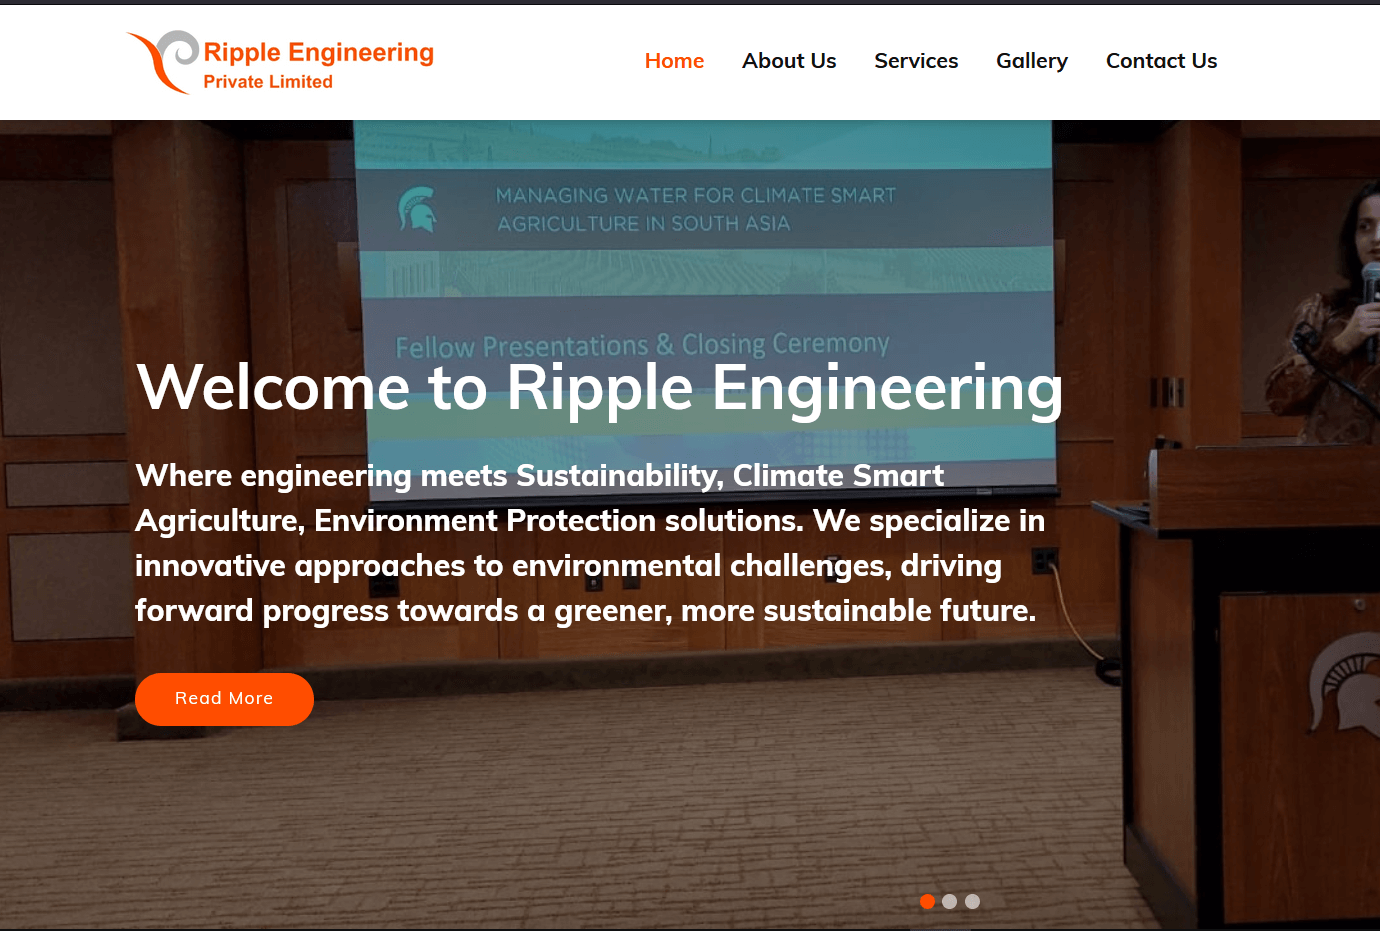 Ripple Engineering
Private Limited
Home About Us Services Gallery Contact Us
MANAGING WATER FOR CLIMATE SMART
AGRICULTURE IN SOUTH ASIA
Fellow Presentations & Closing Ceremony
Welcome to Ripple Engineering
Where engineering meets Sustainability, Climate Smart
Agriculture, Environment Protection solutions. We specialize in
innovative approaches to environmental challenges, driving
forward progress towards a greener, more sustainable future.
Read More